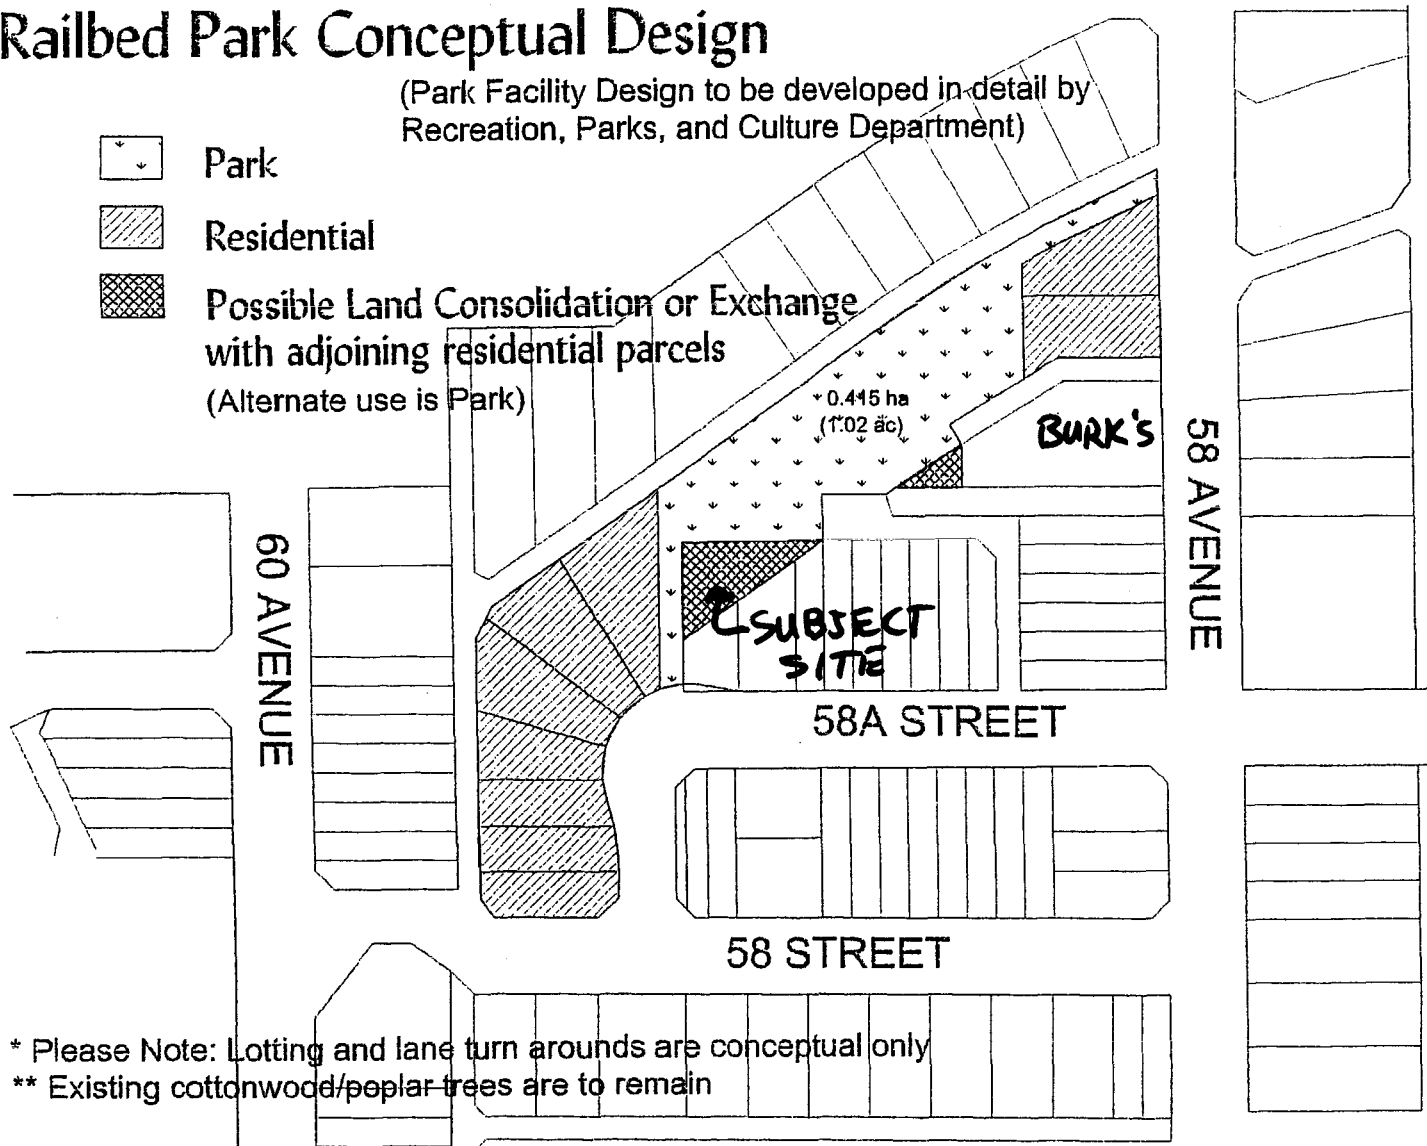 Railbed Park Conceptual Design
(Park Facility Design to be developed in detail by
Recreation, Parks, and Culture Department)
Park
Residential
Possible Land Consolidation or Exchange
with adjoining residential parcels
(Alternate use is Park)
0.415 ha
(1.02 ac)
BURK'S
58 AVENUE
60 AVENUE
SUBJECT
SITE
58A STREET
58 STREET
* Please Note: Lotting and lane turn arounds are conceptual only
** Existing cottonwood/poplar trees are to remain